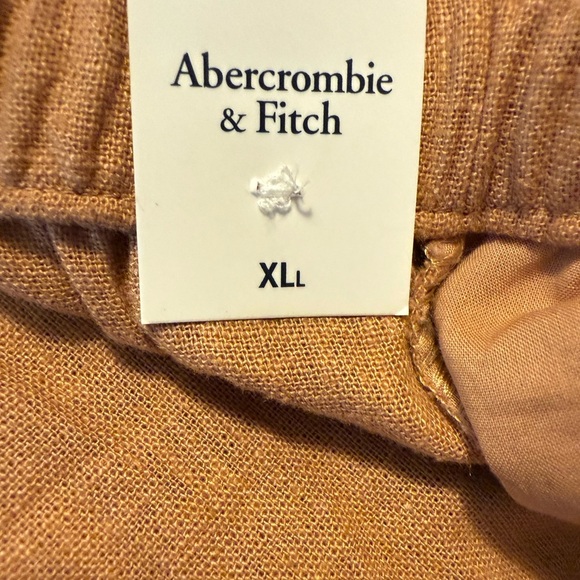 Abercrombie
& Fitch
XLL